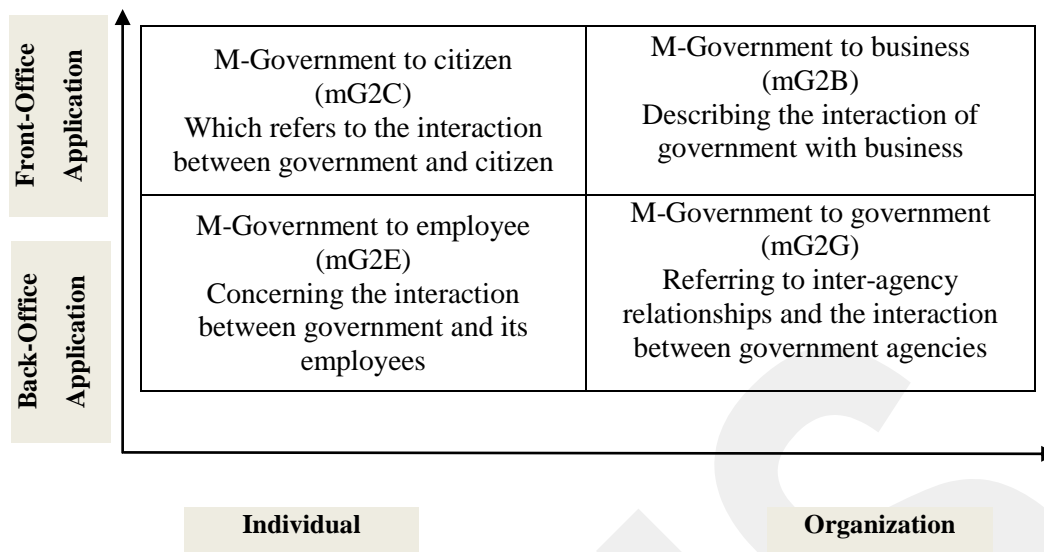 Front-Office
Application
M-Government to citizen
(mG2C)
Which refers to the interaction
between government and citizen
M-Government to business
(mG2B)
Describing the interaction of
government with business
Back-Office
Application
M-Government to employee
(mG2E)
Concerning the interaction
between government and its
employees
M-Government to government
(mG2G)
Referring to inter-agency
relationships and the interaction
between government agencies
Individual
Organization